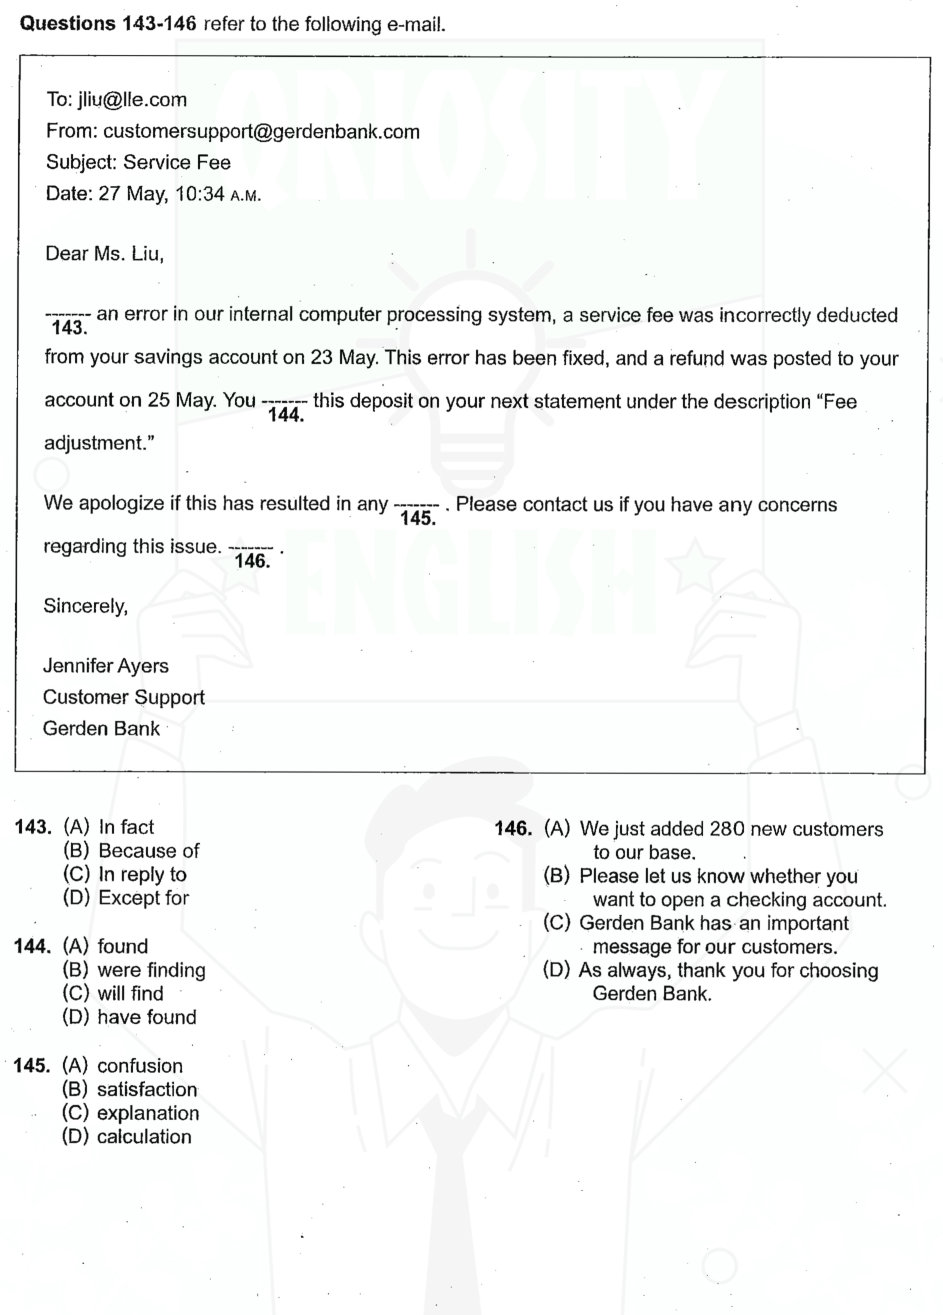 Questions 143-146 refer to the following e-mail.
To: jliu@lle.com
From: customersupport@gerdenbank.com
Subject: Service Fee
Date: 27 May, 10:34 A.M.
Dear Ms. Liu,
------- an error in our internal computer processing system, a service fee was incorrectly deducted
143.
from your savings account on 23 May. This error has been fixed, and a refund was posted to your
account on 25 May. You ------- this deposit on your next statement under the description “Fee
144.
adjustment.”
We apologize if this has resulted in any ------- . Please contact us if you have any concerns
145.
regarding this issue. ------- .
146.
Sincerely,
Jennifer Ayers
Customer Support
Gerden Bank
143. (A) In fact
(B) Because of
(C) In reply to
(D) Except for
144. (A) found
(B) were finding
(C) will find
(D) have found
145. (A) confusion
(B) satisfaction
(C) explanation
(D) calculation
146. (A) We just added 280 new customers
to our base.
(B) Please let us know whether you
want to open a checking account.
(C) Gerden Bank has an important
message for our customers.
(D) As always, thank you for choosing
Gerden Bank.
QRIOSITY
ENGLISH